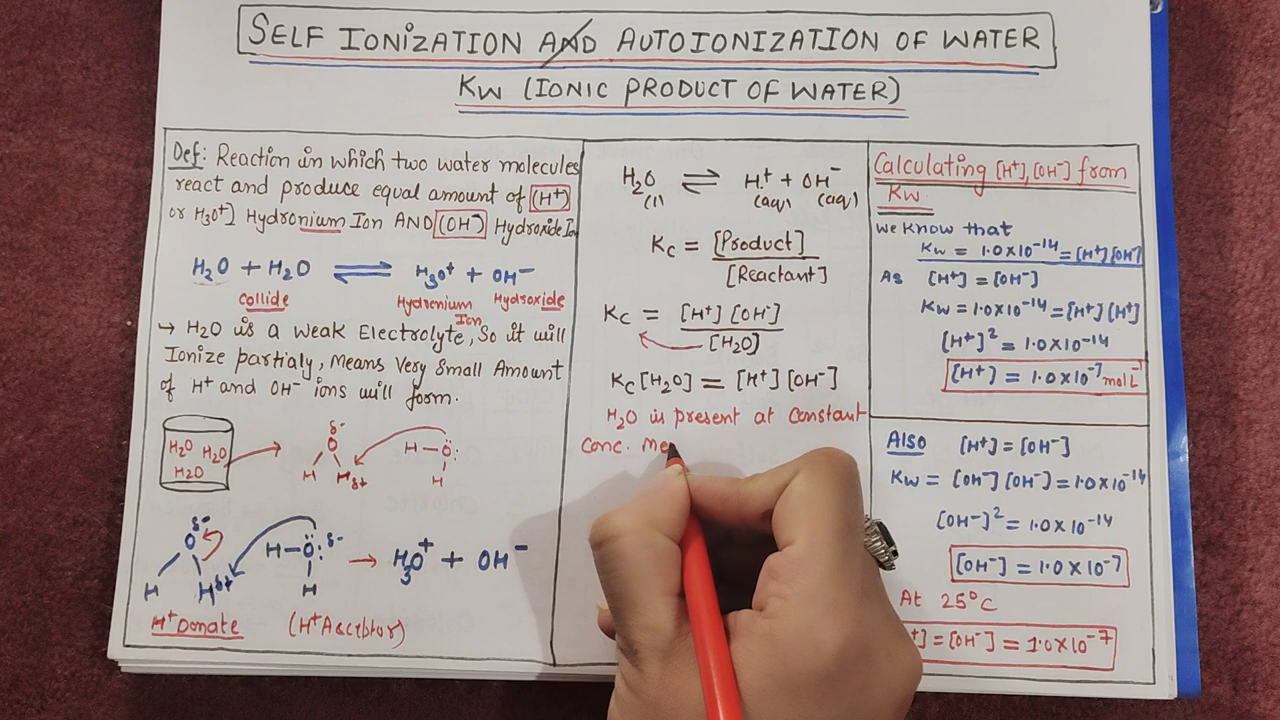 SELF IONIZATION AND AUTOIONIZATION OF WATER
KW (IONIC PRODUCT OF WATER)
Def: Reaction in which two water molecules
react and produce equal amount of [H⁺]
or H3O⁺] Hydronium Ion AND [OH⁻] Hydroxide Ion
H₂O + H₂O ⇌ H₃O⁺ + OH⁻
collide Hydronium Ion Hydroxide
→ H₂O is a weak Electrolyte, So it will
Ionize partialy, Means Very Small Amount
of H⁺ and OH⁻ ions will form.
H₂O H₂O
H₂O
δ-
O
H Hδ+
H-Ö:
H
δ-
O
H Hδ+
H-Ö: δ-
H
→ H₃O⁺ + OH⁻
H⁺ Donate (H⁺ Acceptor)
H₂O ⇌ H⁺ + OH⁻
(l) (aq) (aq)
Kc = [Product]
[Reactant]
Kc = [H⁺] [OH⁻]
[H₂O]
Kc [H₂O] = [H⁺] [OH⁻]
H₂O is present at Constant
Conc. Me
Calculating [H⁺], [OH⁻] from
Kw.
we know that
Kw = 1.0×10⁻¹⁴ = [H⁺] [OH⁻]
As [H⁺] = [OH⁻]
Kw = 1.0×10⁻¹⁴ = [H⁺] [H⁺]
[H⁺]² = 1.0×10⁻¹⁴
[H⁺] = 1.0×10⁻⁷ mol L⁻
Also [H⁺] = [OH⁻]
Kw = [OH⁻] [OH⁻] = 1.0×10⁻¹⁴
[OH⁻]² = 1.0×10⁻¹⁴
[OH⁻] = 1.0×10⁻⁷
At 25°C
⁺] = [OH⁻] = 1.0×10⁻⁷